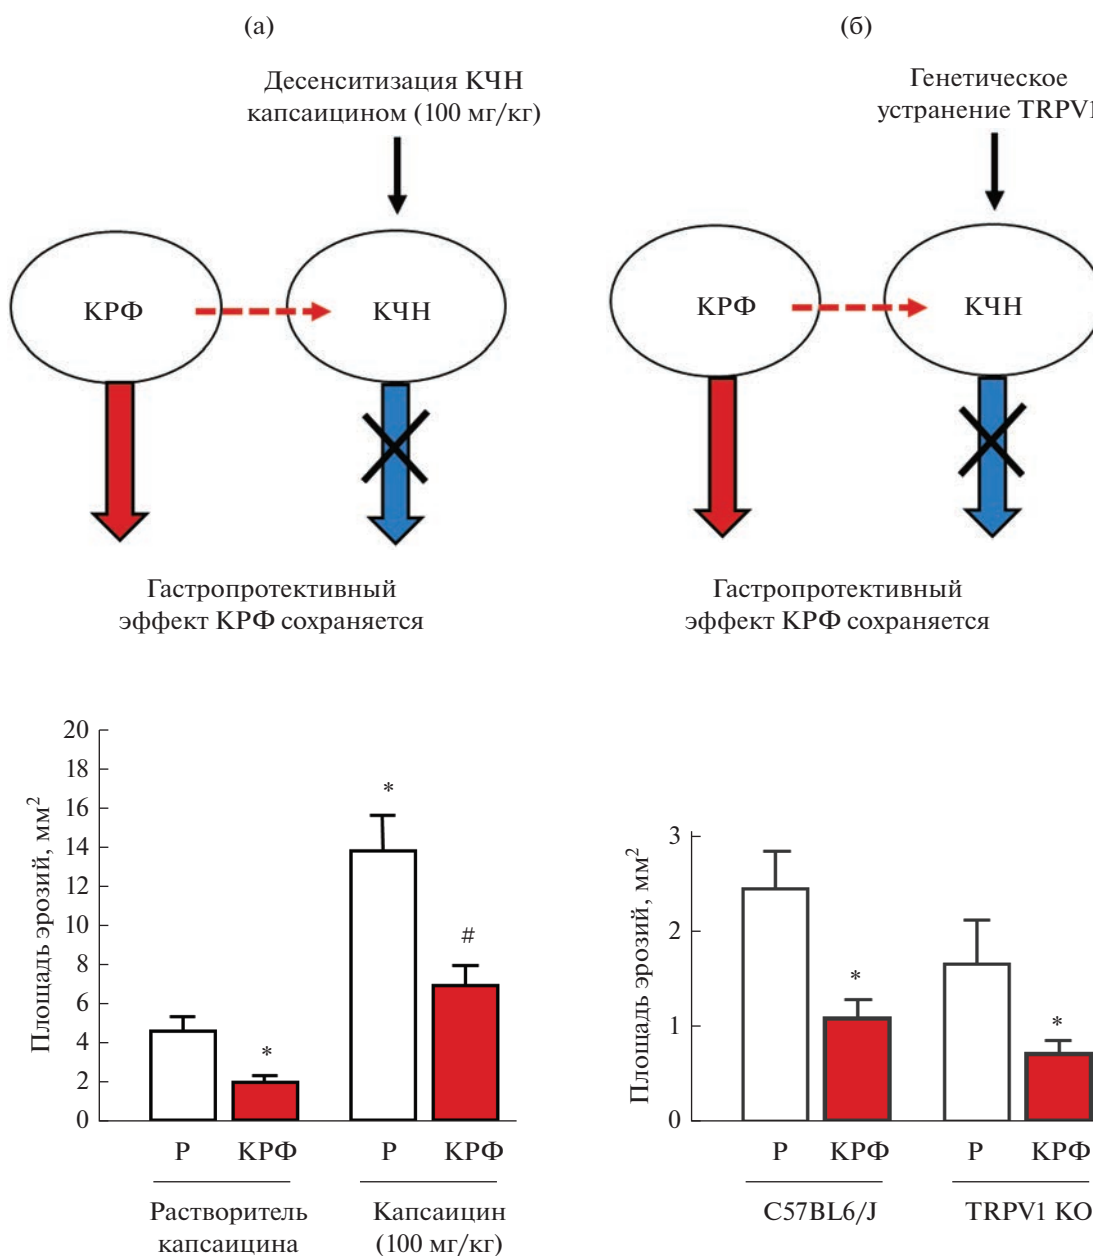 (а)
Десенситизация КЧН
капсаицином (100 мг/кг)
КРФ
КЧН
Гастропротективный
эффект КРФ сохраняется
(б)
Генетическое
устранение TRPV1
КРФ
КЧН
Гастропротективный
эффект КРФ сохраняется
Площадь эрозий, мм²
20
18
16
14
12
10
8
6
4
2
0
*
*
#
Р
КРФ
Р
КРФ
Растворитель
капсаицина
Капсаицин
(100 мг/кг)
Площадь эрозий, мм²
3
2
1
0
*
*
Р
КРФ
Р
КРФ
C57BL6/J
TRPV1 KO